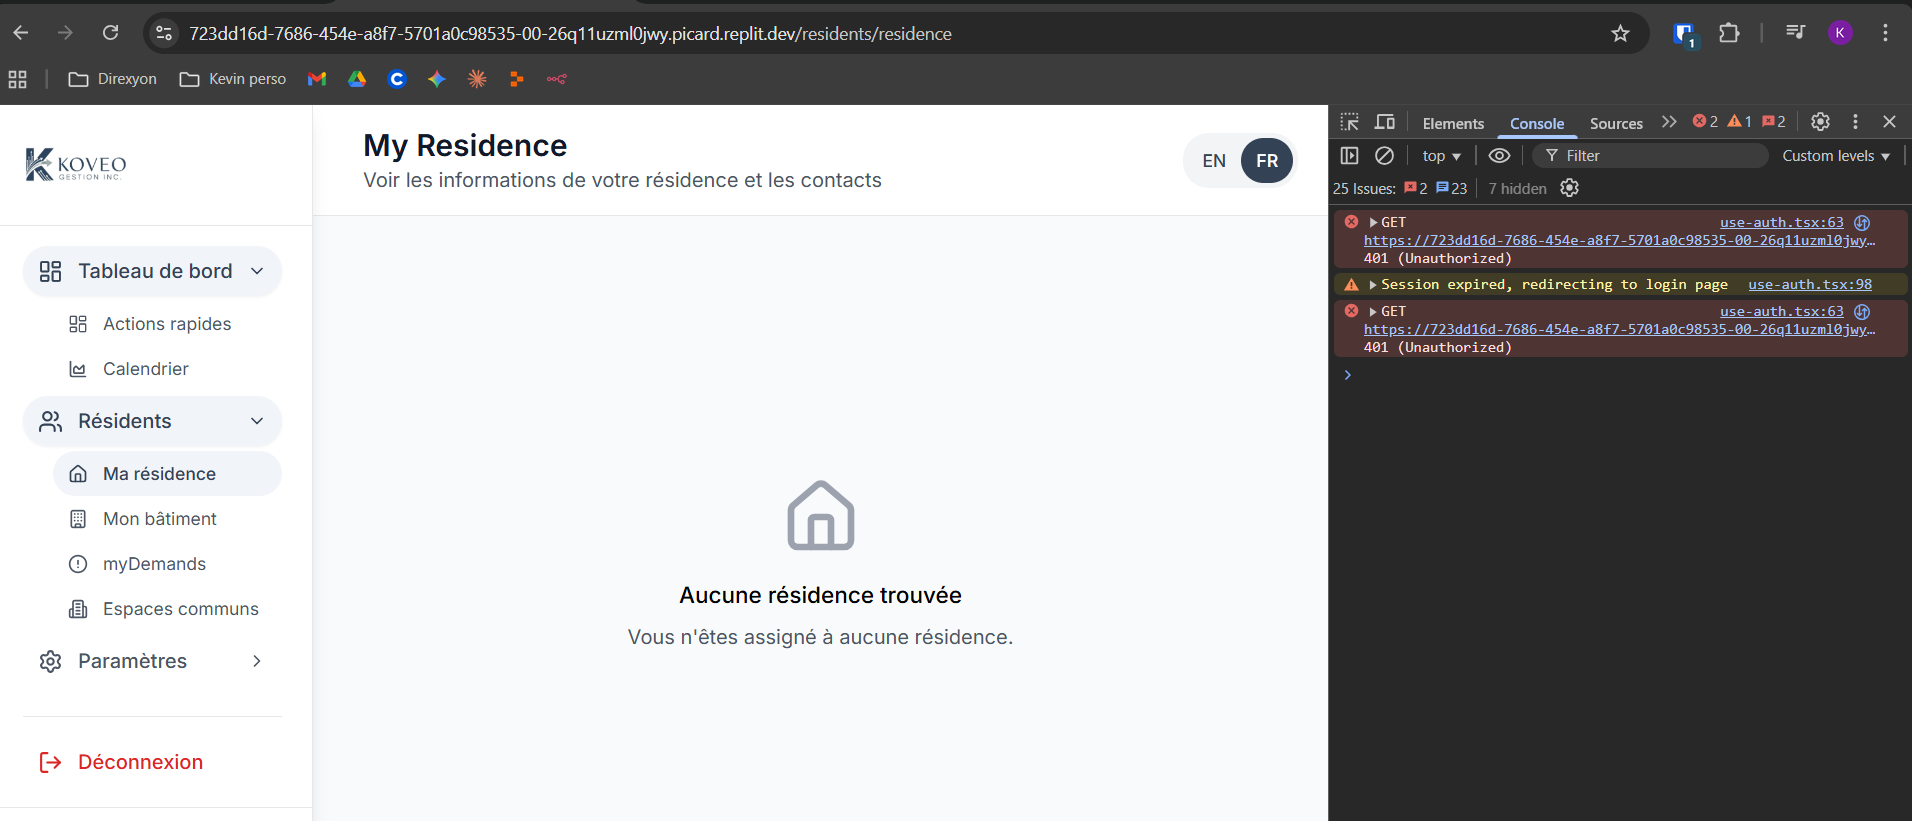 723dd16d-7686-454e-a8f7-5701a0c98535-00-26q11uzml0jwy.picard.replit.dev/residents/residence
1
K
Direxyon
Kevin perso
C
KOVEO
GESTION INC.
Tableau de bord
Actions rapides
Calendrier
Résidents
Ma résidence
Mon bâtiment
myDemands
Espaces communs
Paramètres
Déconnexion
My Residence
Voir les informations de votre résidence et les contacts
EN FR
Aucune résidence trouvée
Vous n'êtes assigné à aucune résidence.
Elements Console Sources 2 1 2
top Filter Custom levels
25 Issues: 2 23 7 hidden
GET use-auth.tsx:63
https://723dd16d-7686-454e-a8f7-5701a0c98535-00-26q11uzml0jwy…
401 (Unauthorized)
Session expired, redirecting to login page use-auth.tsx:98
GET use-auth.tsx:63
https://723dd16d-7686-454e-a8f7-5701a0c98535-00-26q11uzml0jwy…
401 (Unauthorized)